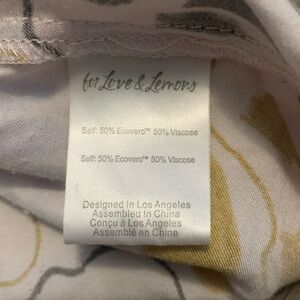 for Love & Lemons
Self: 50% Ecovero™ 50% Viscose
Self: 50% Ecovero™ 50% Viscose
Designed in Los Angeles
Assembled in China
Conçu à Los Angeles
Assemblé en Chine